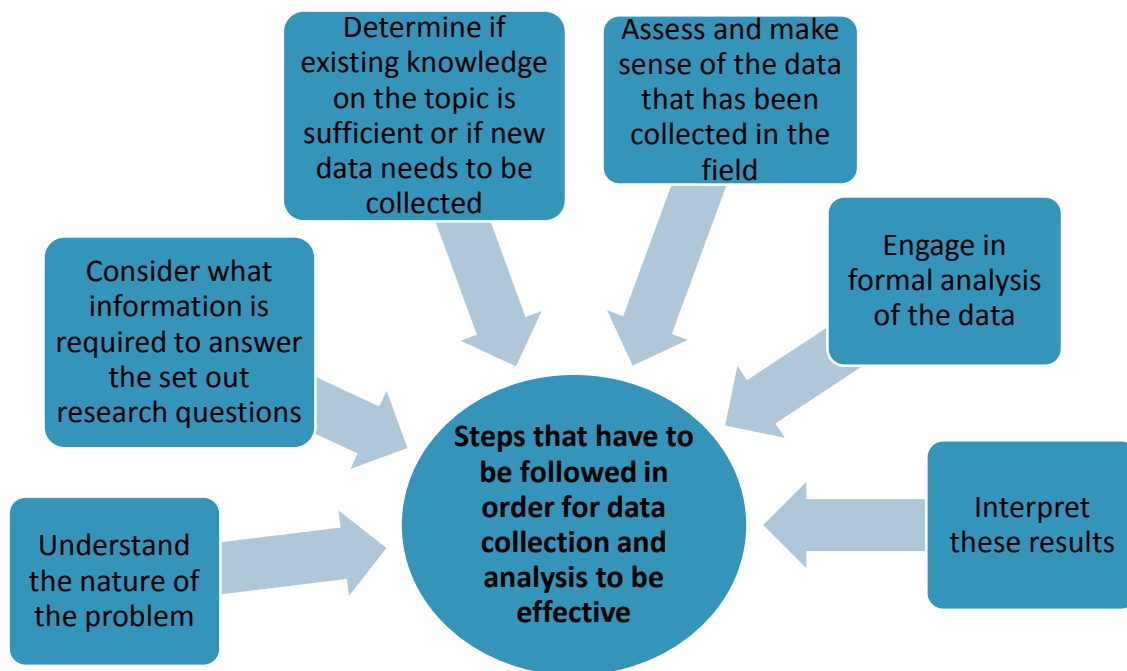 Understand
the nature of
the problem
Consider what
information is
required to answer
the set out
research questions
Determine if
existing knowledge
on the topic is
sufficient or if new
data needs to be
collected
Assess and make
sense of the data
that has been
collected in the
field
Engage in
formal analysis
of the data
Interpret
these results
Steps that have to
be followed in
order for data
collection and
analysis to be
effective